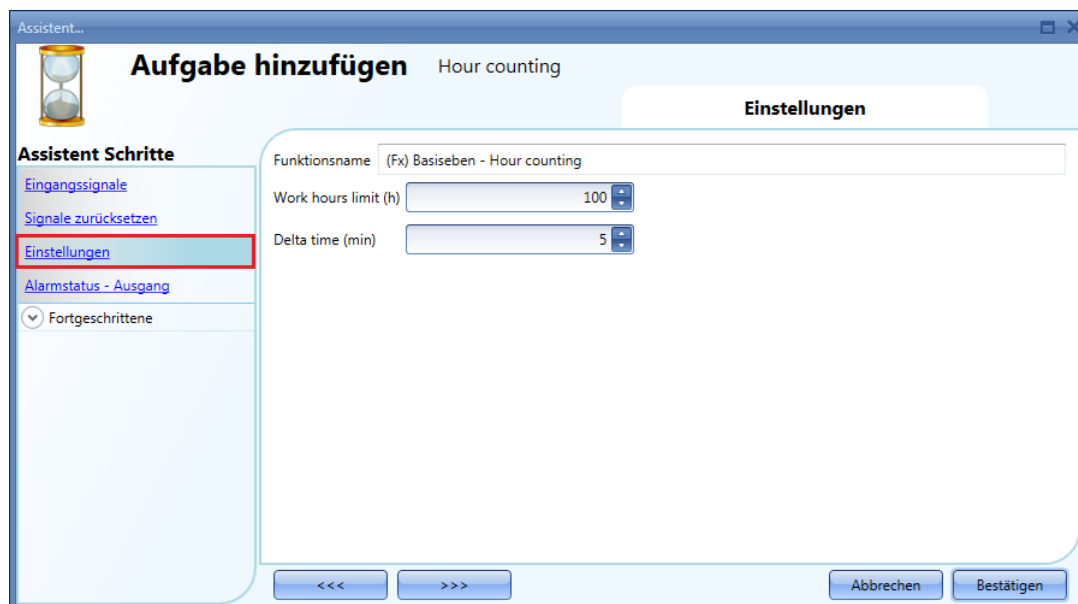 Assistent...
Aufgabe hinzufügen Hour counting
Einstellungen
Assistent Schritte
Eingangssignale
Signale zurücksetzen
Einstellungen
Alarmstatus - Ausgang
Fortgeschrittene
Funktionsname (Fx) Basiseben - Hour counting
Work hours limit (h) 100
Delta time (min) 5
<<< >>> Abbrechen Bestätigen